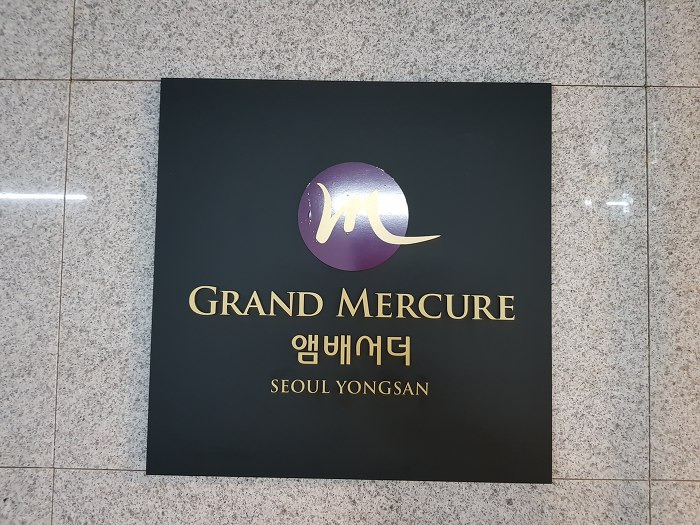 m
GRAND MERCURE
앰배서더
SEOUL YONGSAN